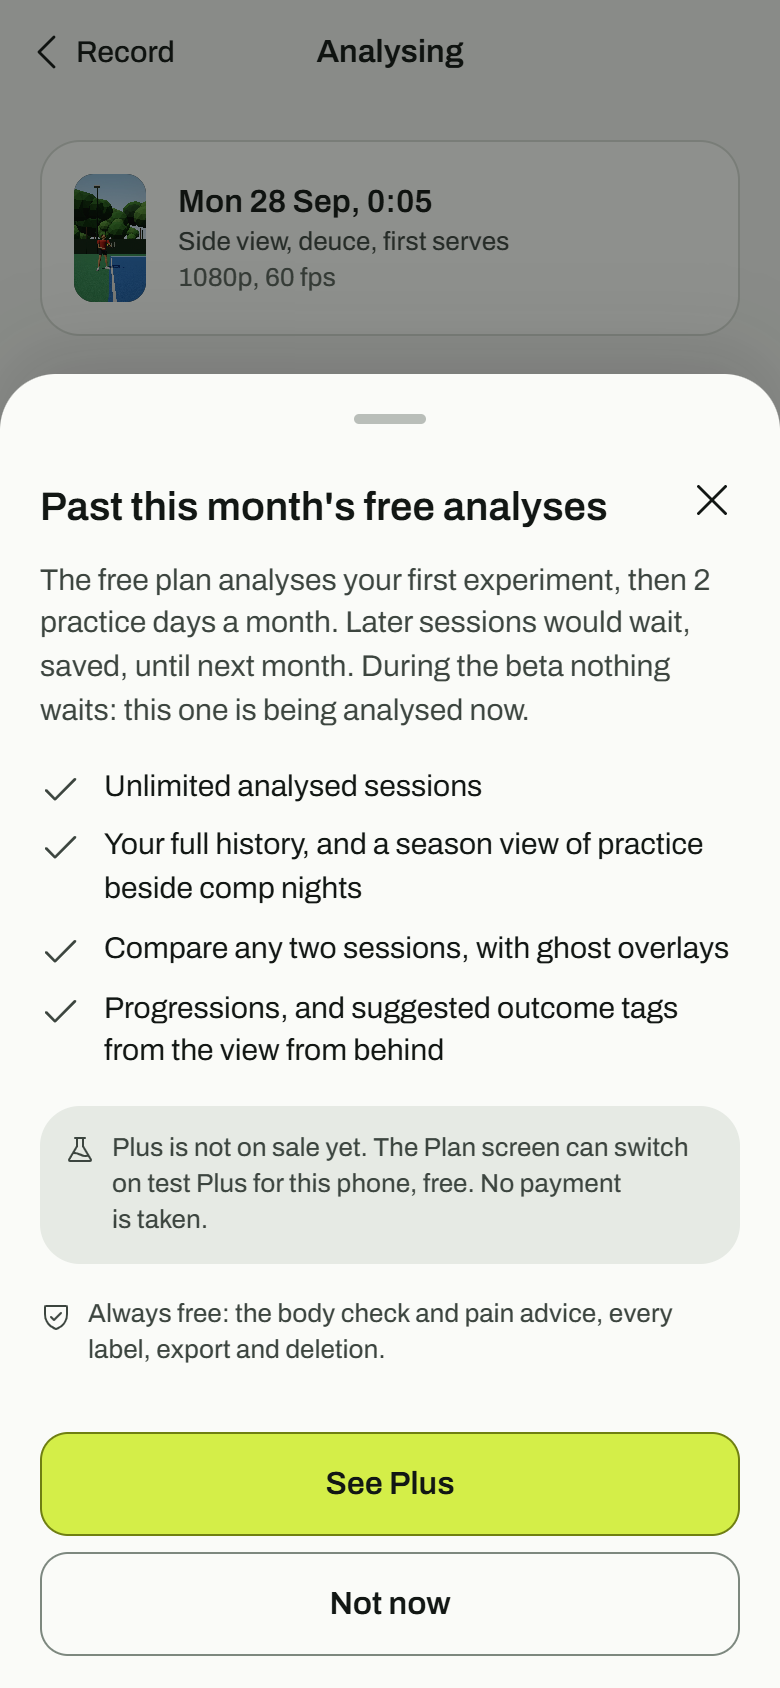 Record
Analysing
Mon 28 Sep, 0:05
Side view, deuce, first serves
1080p, 60 fps
Past this month's free analyses
The free plan analyses your first experiment, then 2
practice days a month. Later sessions would wait,
saved, until next month. During the beta nothing
waits: this one is being analysed now.
Unlimited analysed sessions
Your full history, and a season view of practice
beside comp nights
Compare any two sessions, with ghost overlays
Progressions, and suggested outcome tags
from the view from behind
Plus is not on sale yet. The Plan screen can switch
on test Plus for this phone, free. No payment
is taken.
Always free: the body check and pain advice, every
label, export and deletion.
See Plus
Not now